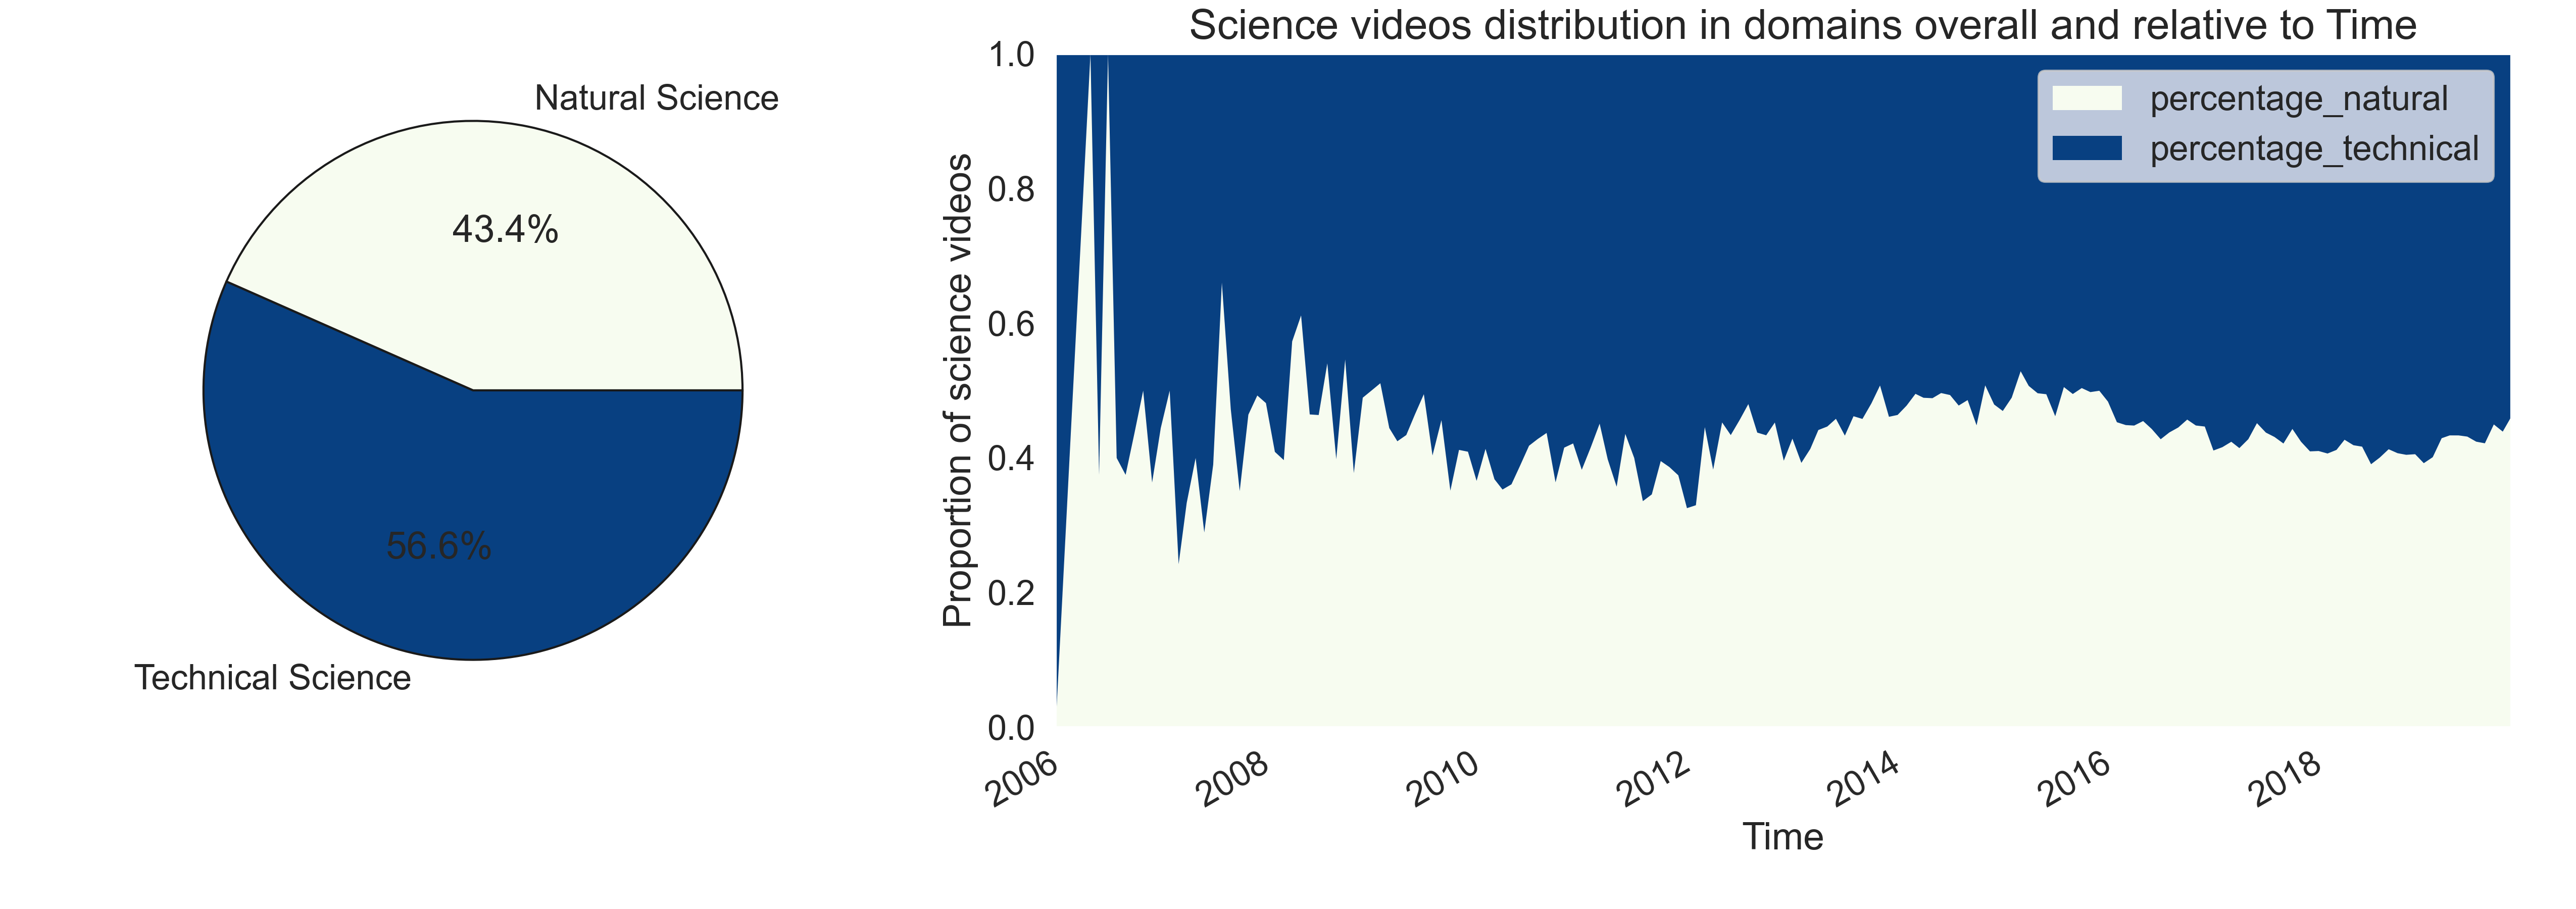 Natural Science
43.4%
56.6%
Technical Science
Science videos distribution in domains overall and relative to Time
percentage_natural
percentage_technical
Proportion of science videos
1.0
0.8
0.6
0.4
0.2
0.0
2006
2008
2010
2012
2014
2016
2018
Time